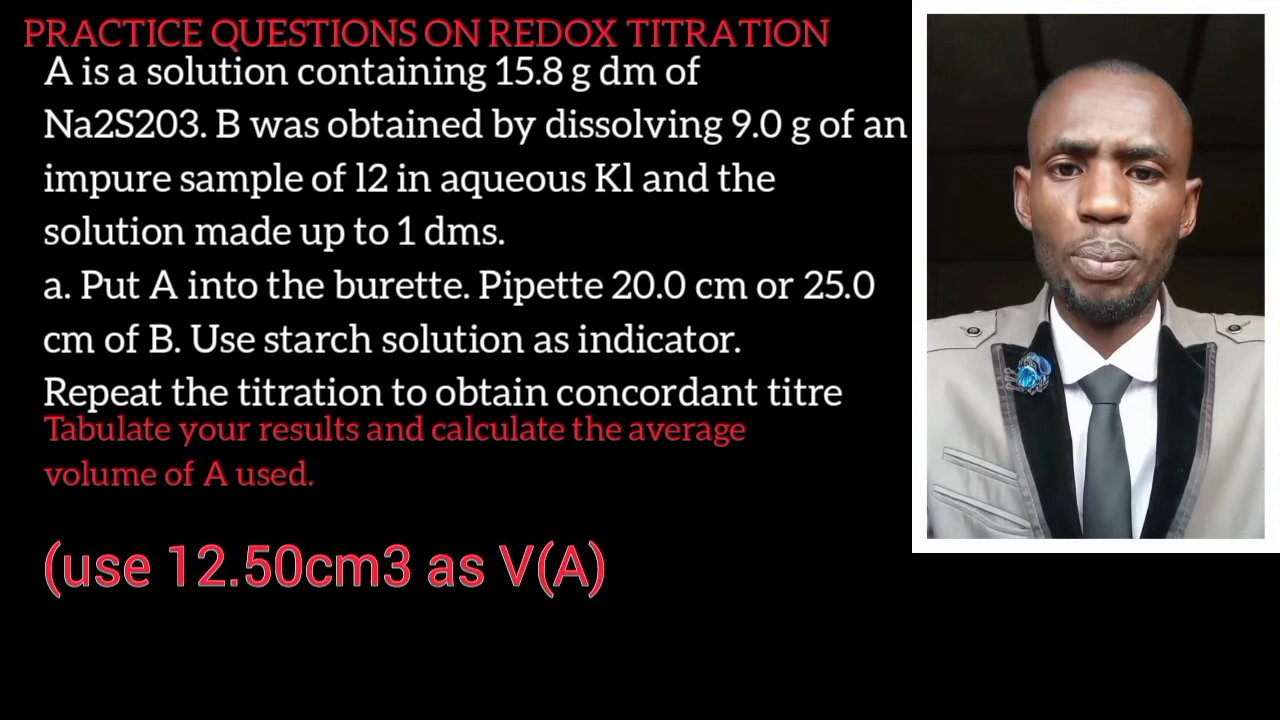 PRACTICE QUESTIONS ON REDOX TITRATION
A is a solution containing 15.8 g dm of
Na2S2O3. B was obtained by dissolving 9.0 g of an
impure sample of l2 in aqueous Kl and the
solution made up to 1 dms.
a. Put A into the burette. Pipette 20.0 cm or 25.0
cm of B. Use starch solution as indicator.
Repeat the titration to obtain concordant titre
Tabulate your results and calculate the average
volume of A used.
(use 12.50cm3 as V(A)